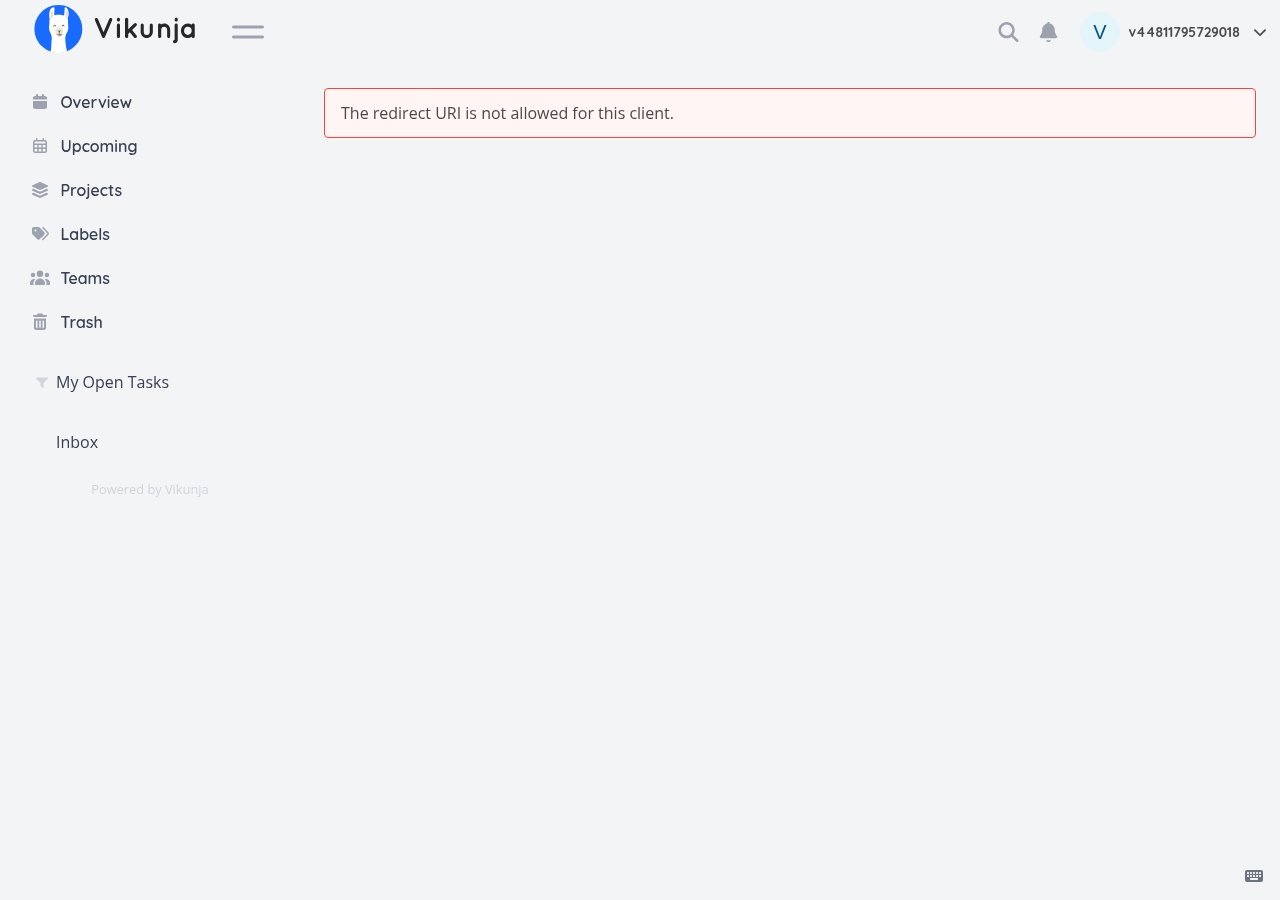 Vikunja
V
v44811795729018
Overview
Upcoming
Projects
Labels
Teams
Trash
My Open Tasks
Inbox
Powered by Vikunja
The redirect URI is not allowed for this client.